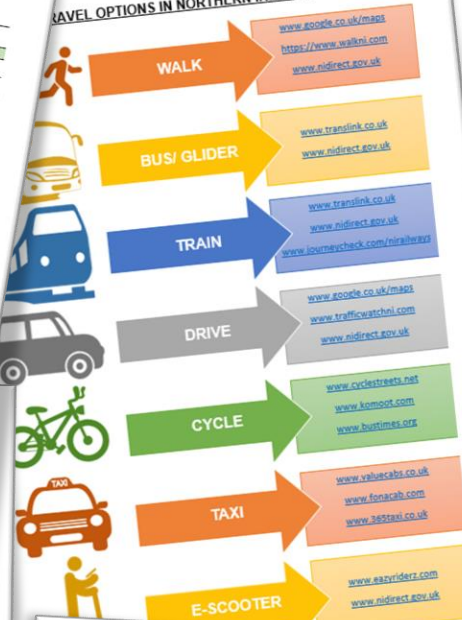 RAVEL OPTIONS IN NORTHERN
WALK
www.google.co.uk/maps
https://www.walkni.com
www.nidirect.gov.uk
BUS/ GLIDER
www.translink.co.uk
www.nidirect.gov.uk
TRAIN
www.translink.co.uk
www.nidirect.gov.uk
www.journeycheck.com/nirailways
DRIVE
www.google.co.uk/maps
www.trafficwatchni.com
www.nidirect.gov.uk
CYCLE
www.cyclestreets.net
www.komoot.com
www.bustimes.org
TAXI
TAXI
www.valuecabs.co.uk
www.fonacab.com
www.365taxi.co.uk
E-SCOOTER
www.eazyriderz.com
www.nidirect.gov.uk